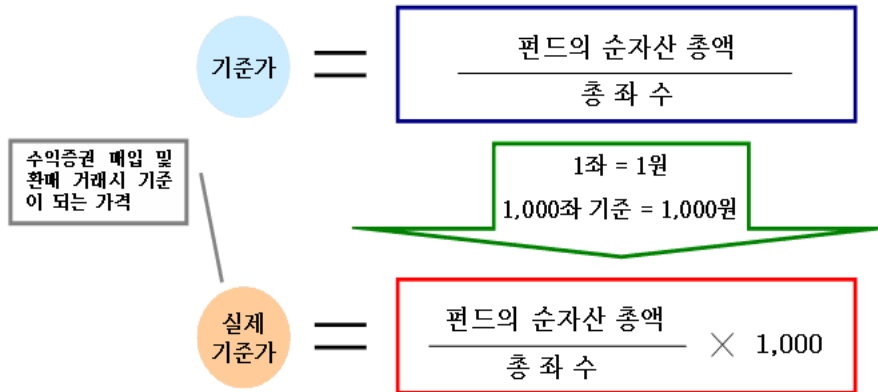 기준가
=
펀드의 순자산 총액
총 좌 수
수익증권 매입 및
환매 거래시 기준
이 되는 가격
1좌 = 1원
1,000좌 기준 = 1,000원
실제
기준가
=
펀드의 순자산 총액
총 좌 수
× 1,000